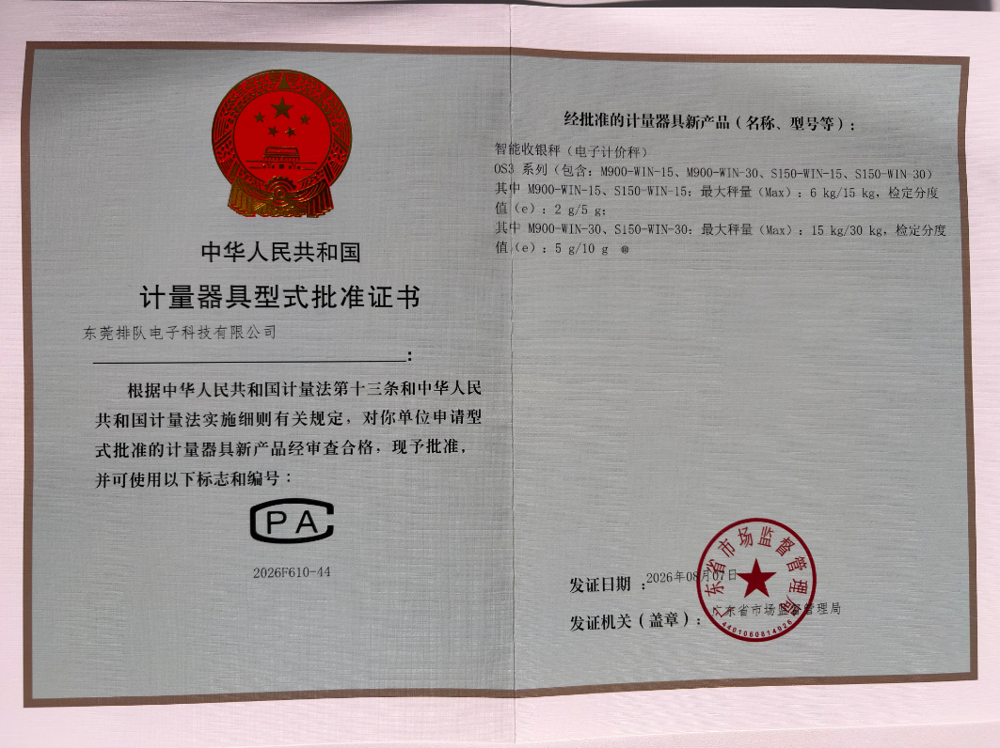 中华人民共和国
计量器具型式批准证书
东莞排队电子科技有限公司
:
根据中华人民共和国计量法第十三条和中华人民
共和国计量法实施细则有关规定，对你单位申请型
式批准的计量器具新产品经审查合格，现予批准，
并可使用以下标志和编号：
CPA
2026F610-44
经批准的计量器具新产品（名称、型号等）：
智能收银秤（电子计价秤）
OS3 系列（包含：M900-WIN-15、M900-WIN-30、S150-WIN-15、S150-WIN-30）
其中 M900-WIN-15、S150-WIN-15：最大秤量（Max）：6 kg/15 kg，检定分度
值（e）：2 g/5 g；
其中 M900-WIN-30、S150-WIN-30：最大秤量（Max）：15 kg/30 kg，检定分度
值（e）：5 g/10 g @
发证日期：2026年08月07日
发证机关（盖章）：广东省市场监督管理局
广东省市场监督管理局
4401060814926